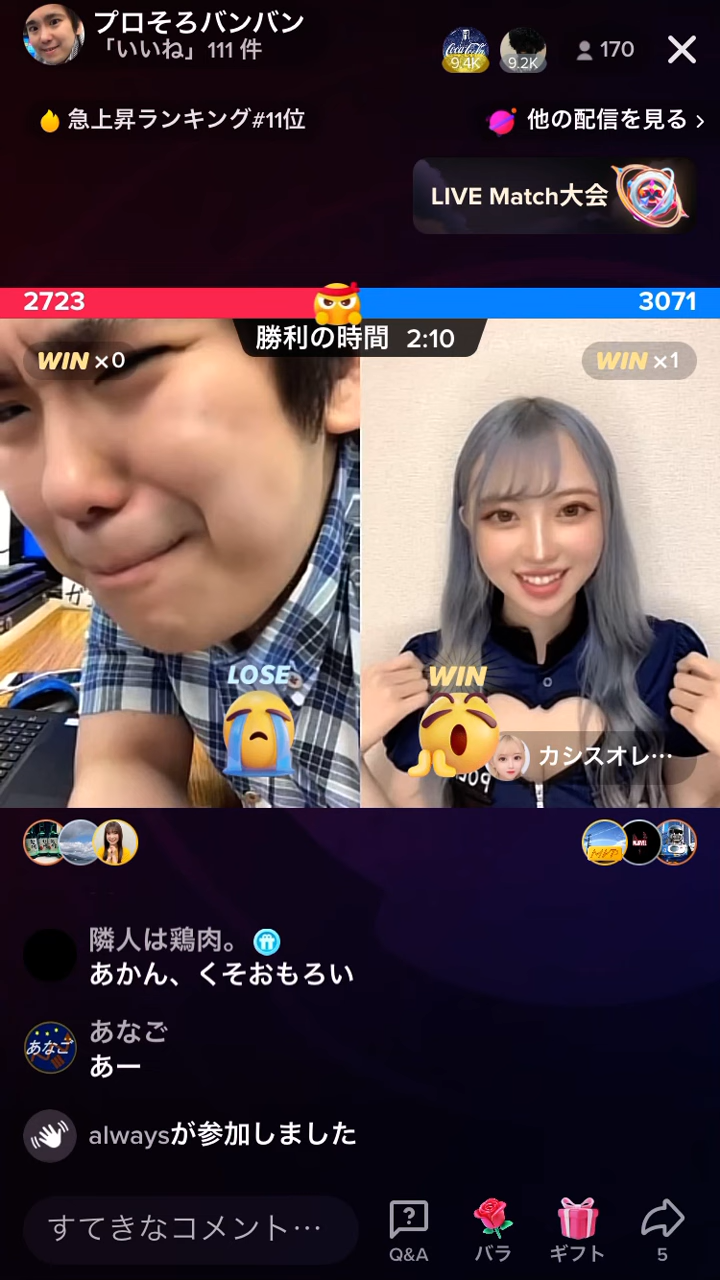 プロそろバンバン
「いいね」111 件
9.4K
9.2K
170
急上昇ランキング#11位
他の配信を見る
LIVE Match大会
2723
3071
勝利の時間 2:10
WIN ×0
WIN ×1
LOSE
WIN
カシスオレ…
隣人は鶏肉。
あかん、くそおもろい
あなご
あなご
あー
alwaysが参加しました
すてきなコメント…
Q&A
バラ
ギフト
5